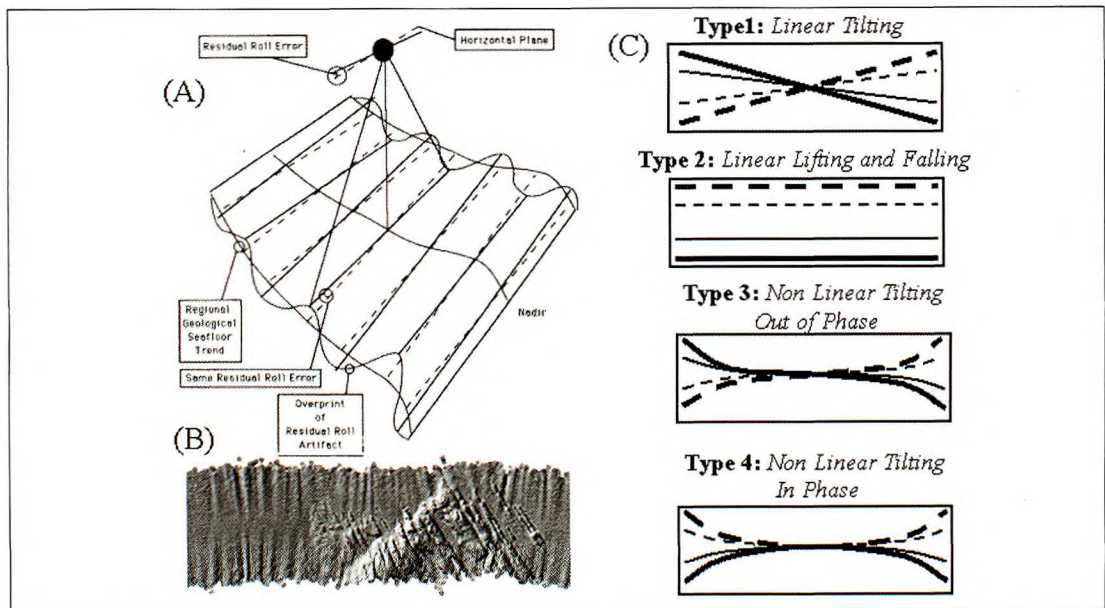 Residual Roll Error
Horizontal Plane
(A)
Regional
Geological
Seafloor
Trend
Nadir
Same Residual Roll Error
Overprint
of
Residual Roll
Artifact
(B)
(C)
Type1: Linear Tilting
Type 2: Linear Lifting and Falling
Type 3: Non Linear Tilting
Out of Phase
Type 4: Non Linear Tilting
In Phase